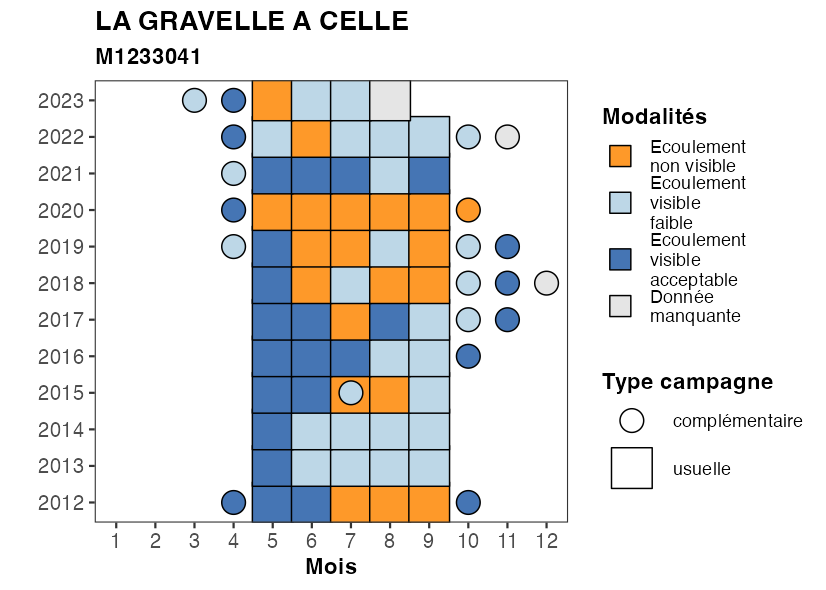 LA GRAVELLE A CELLE
M1233041
2023
2022
2021
2020
2019
2018
2017
2016
2015
2014
2013
2012
1 2 3 4 5 6 7 8 9 10 11 12
Mois
Modalités
Ecoulement
non visible
Ecoulement
visible
faible
Ecoulement
visible
acceptable
Donnée
manquante
Type campagne
complémentaire
usuelle